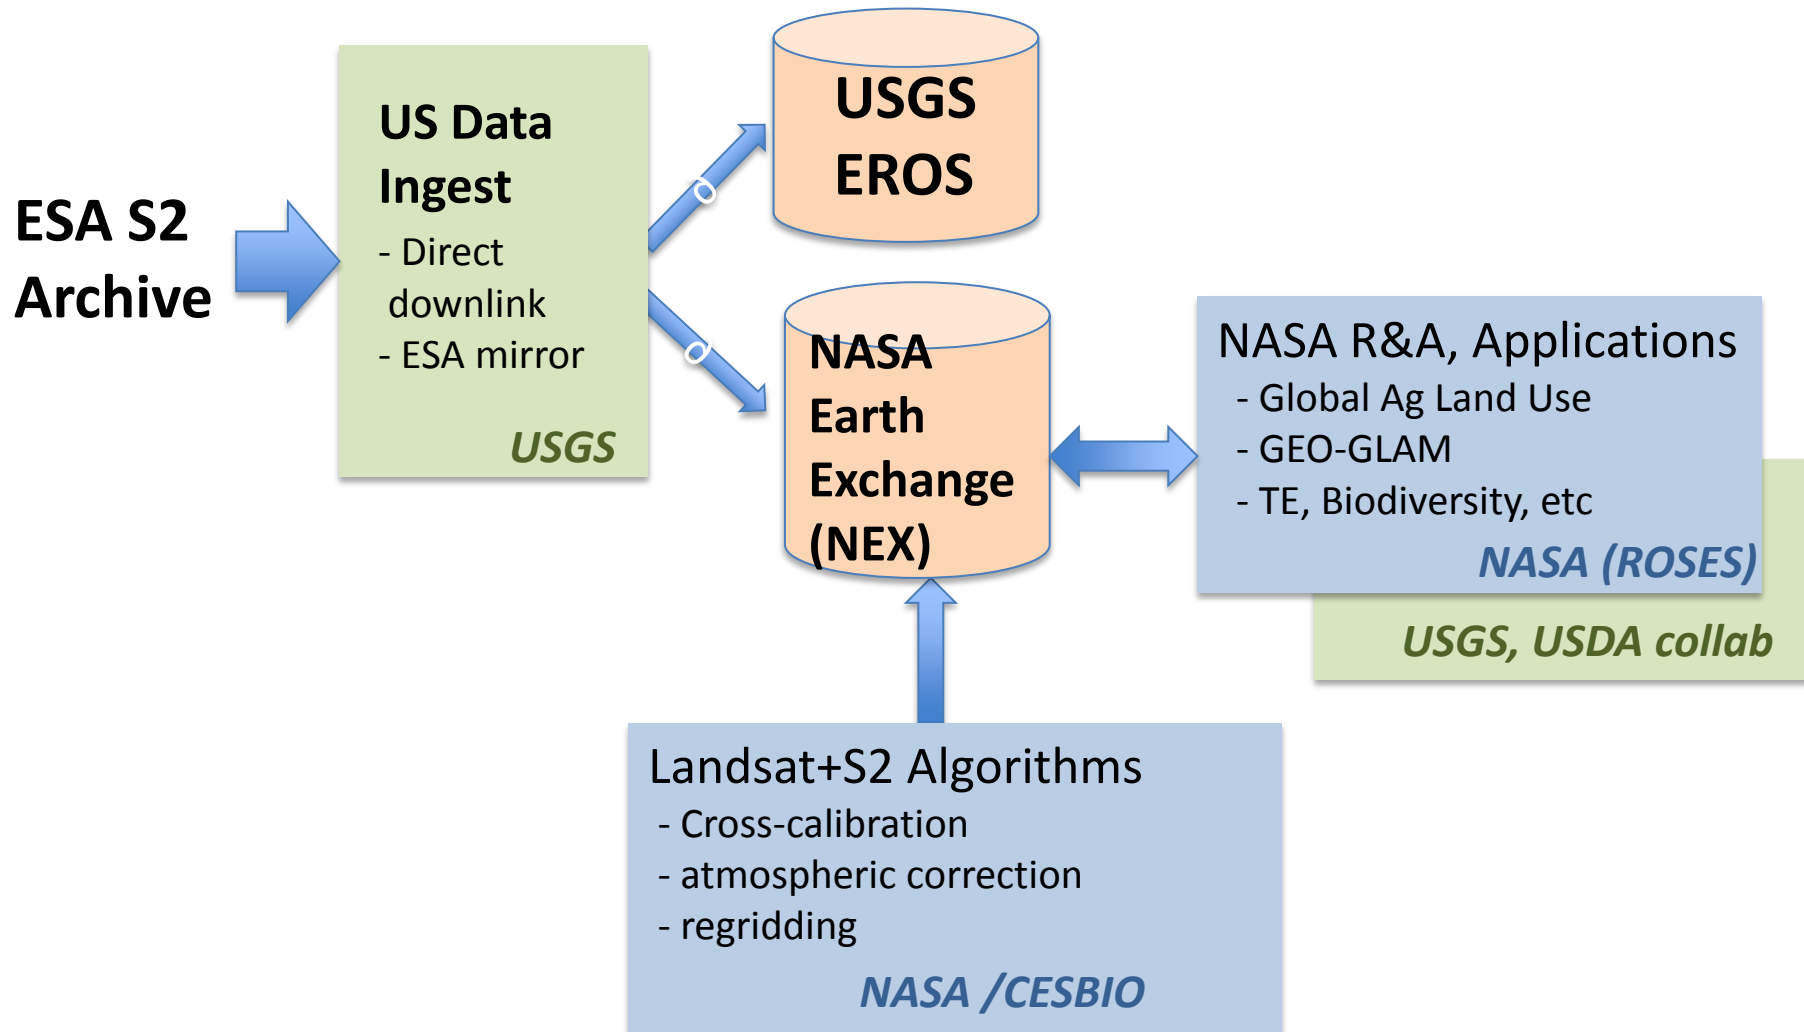 ESA S2
Archive
US Data
Ingest
- Direct
downlink
- ESA mirror
USGS
d
d
USGS
EROS
NASA
Earth
Exchange
(NEX)
NASA R&A, Applications
- Global Ag Land Use
- GEO-GLAM
- TE, Biodiversity, etc
NASA (ROSES)
USGS, USDA collab
Landsat+S2 Algorithms
- Cross-calibration
- atmospheric correction
- regridding
NASA /CESBIO